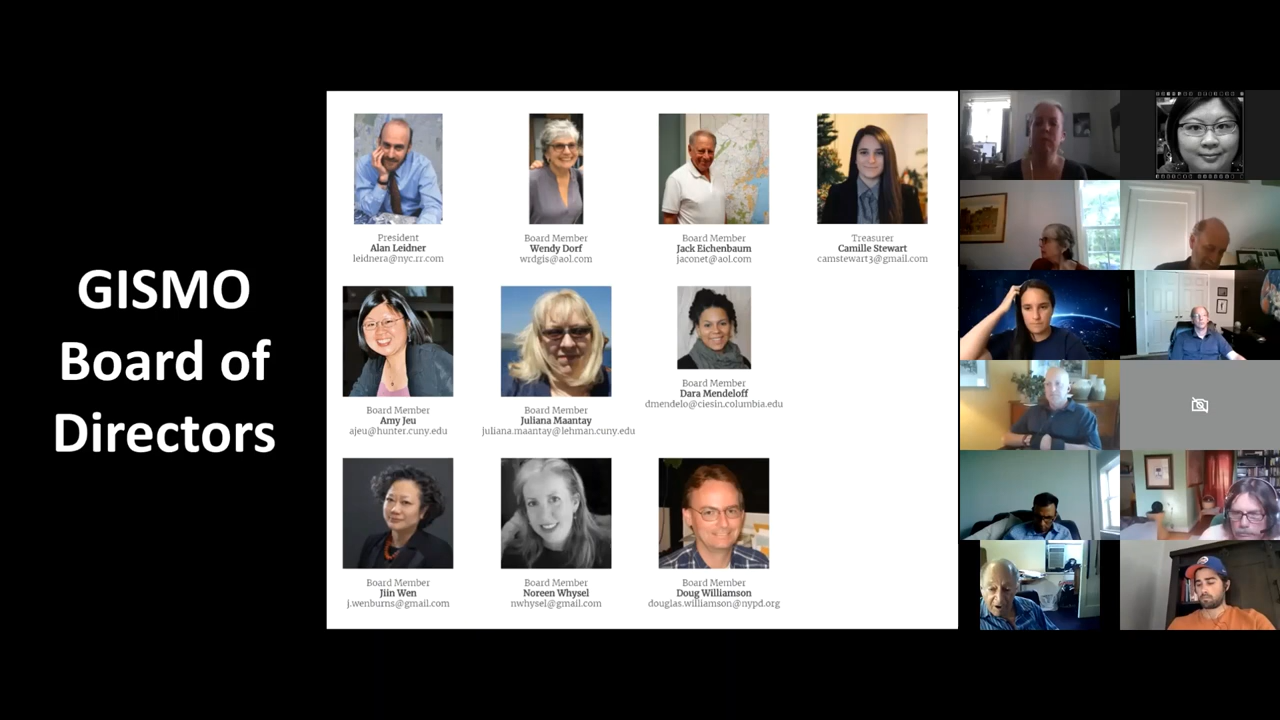 GISMO
Board of
Directors
President
Alan Leidner
leidnera@nyc.rr.com
Board Member
Wendy Dorf
wrdgis@aol.com
Board Member
Jack Eichenbaum
jaconet@aol.com
Treasurer
Camille Stewart
camstewart3@gmail.com
Board Member
Amy Jeu
ajeu@hunter.cuny.edu
Board Member
Juliana Maantay
juliana.maantay@lehman.cuny.edu
Board Member
Dara Mendeloff
dmendelo@ciesin.columbia.edu
Board Member
Jiin Wen
j.wenburns@gmail.com
Board Member
Noreen Whysel
nwhysel@gmail.com
Board Member
Doug Williamson
douglas.williamson@nypd.org